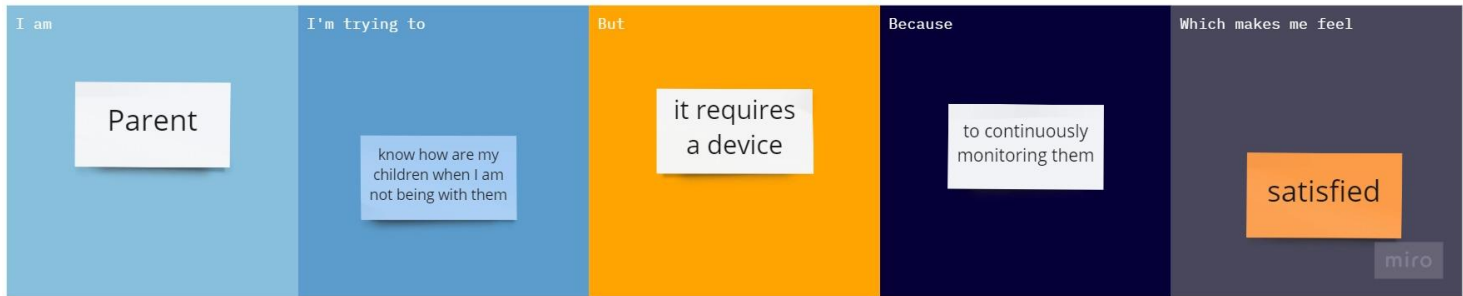 I am
Parent
I'm trying to
know how are my
children when I am
not being with them
But
it requires
a device
Because
to continuously
monitoring them
Which makes me feel
satisfied
miro